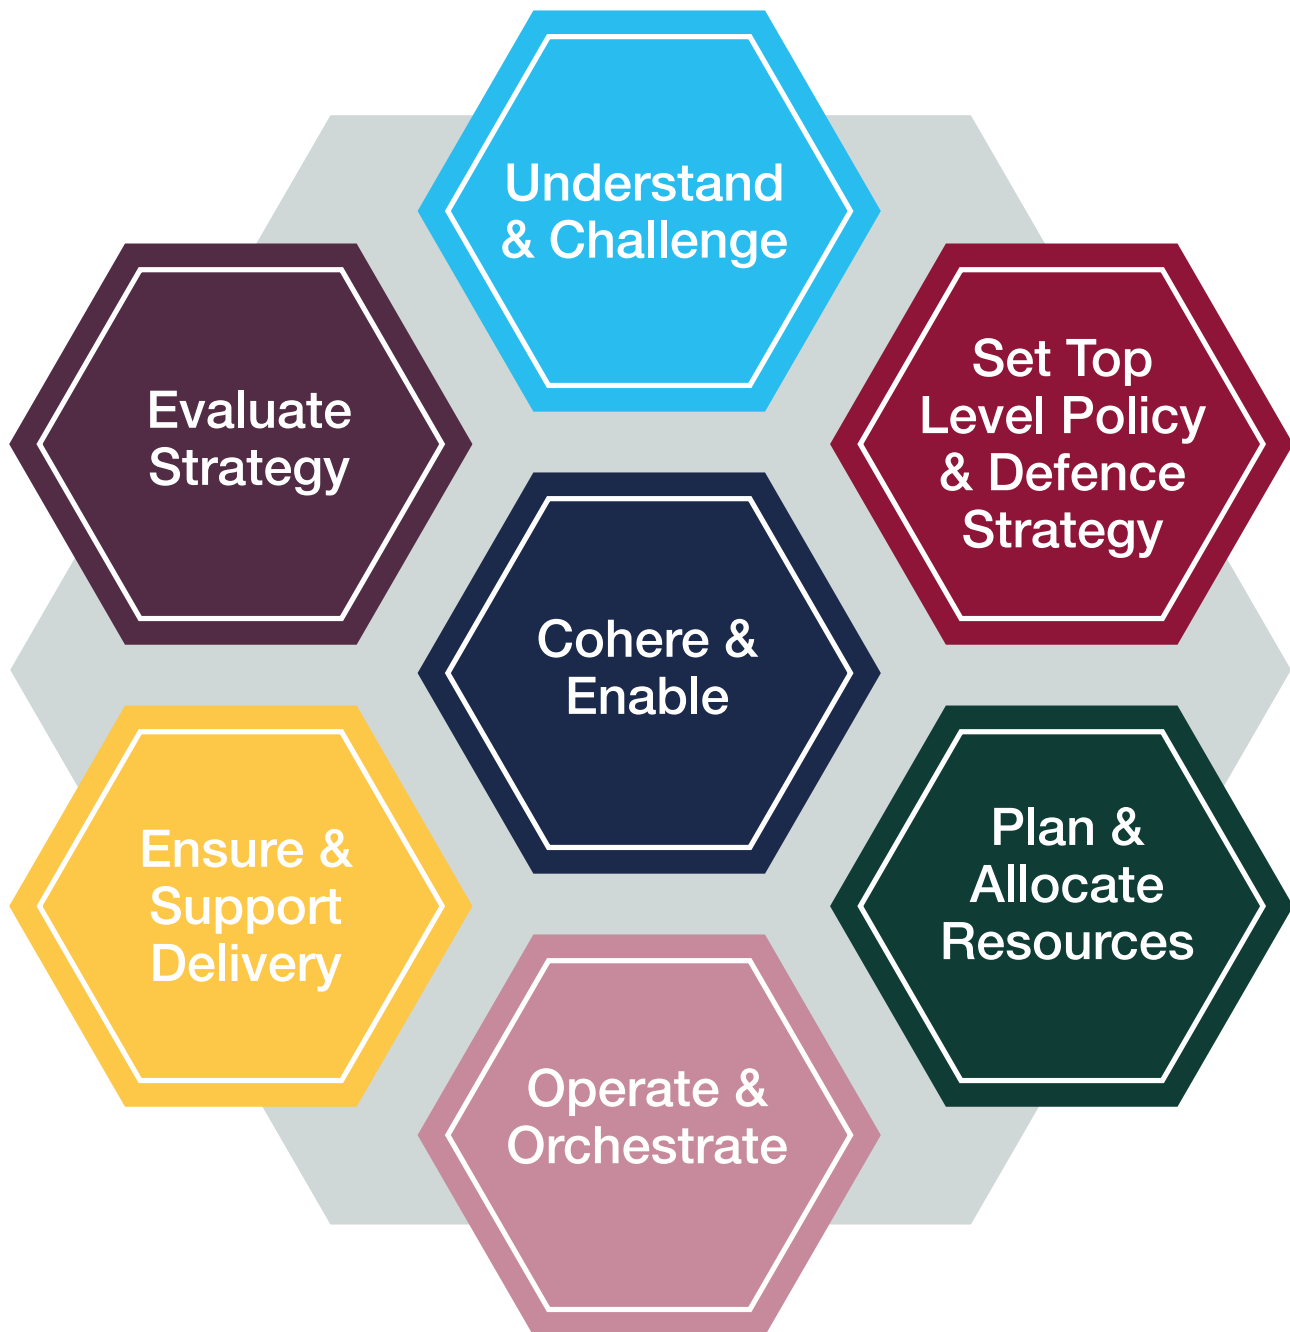 Understand
& Challenge
Set Top
Level Policy
& Defence
Strategy
Evaluate
Strategy
Cohere &
Enable
Plan &
Allocate
Resources
Ensure &
Support
Delivery
Operate &
Orchestrate